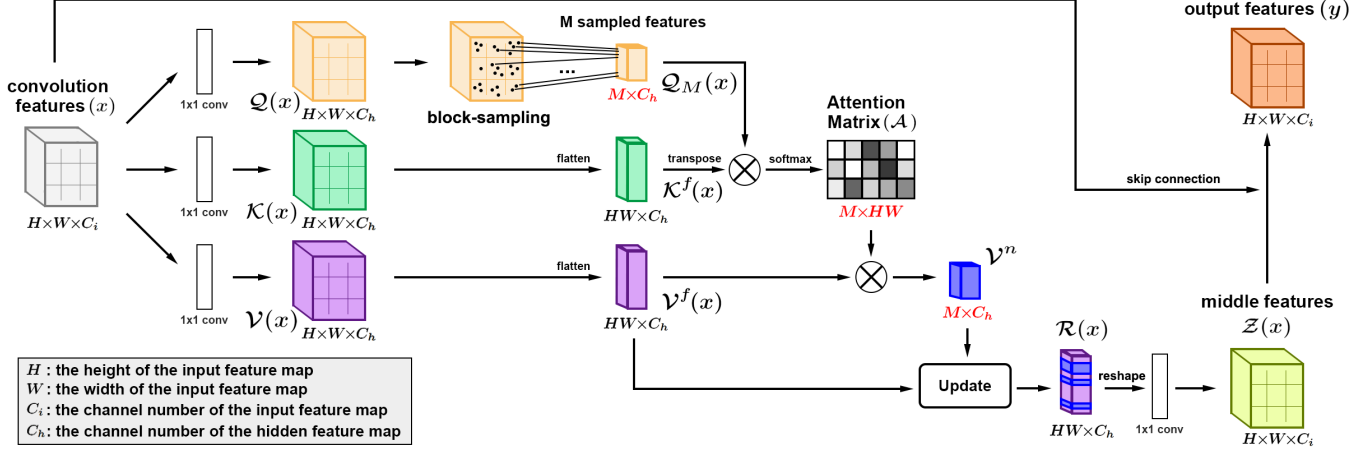 M sampled features
output features (y)
convolution
features (x)
1x1 conv
Q(x)
H×W×C_h
block-sampling
...
M×C_h
Q_M(x)
Attention
Matrix (A)
H×W×C_i
H×W×C_i
1x1 conv
K(x)
H×W×C_h
flatten
HW×C_h
transpose
K^f(x)
softmax
M×HW
skip connection
1x1 conv
V(x)
H×W×C_h
flatten
V^f(x)
HW×C_h
V^n
M×C_h
middle features
Z(x)
R(x)
Update
HW×C_h
reshape
1x1 conv
H×W×C_i
H : the height of the input feature map
W : the width of the input feature map
C_i : the channel number of the input feature map
C_h : the channel number of the hidden feature map